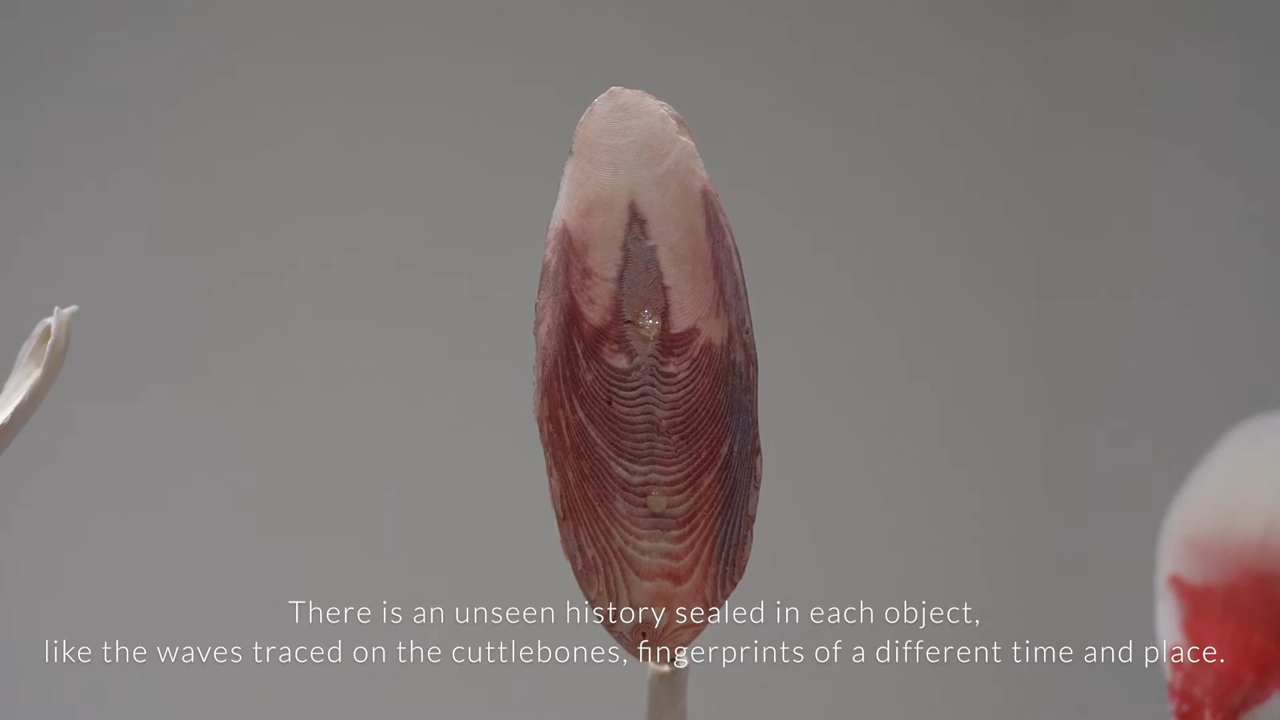 There is an unseen history sealed in each object,
like the waves traced on the cuttlebones, fingerprints of a different time and place.